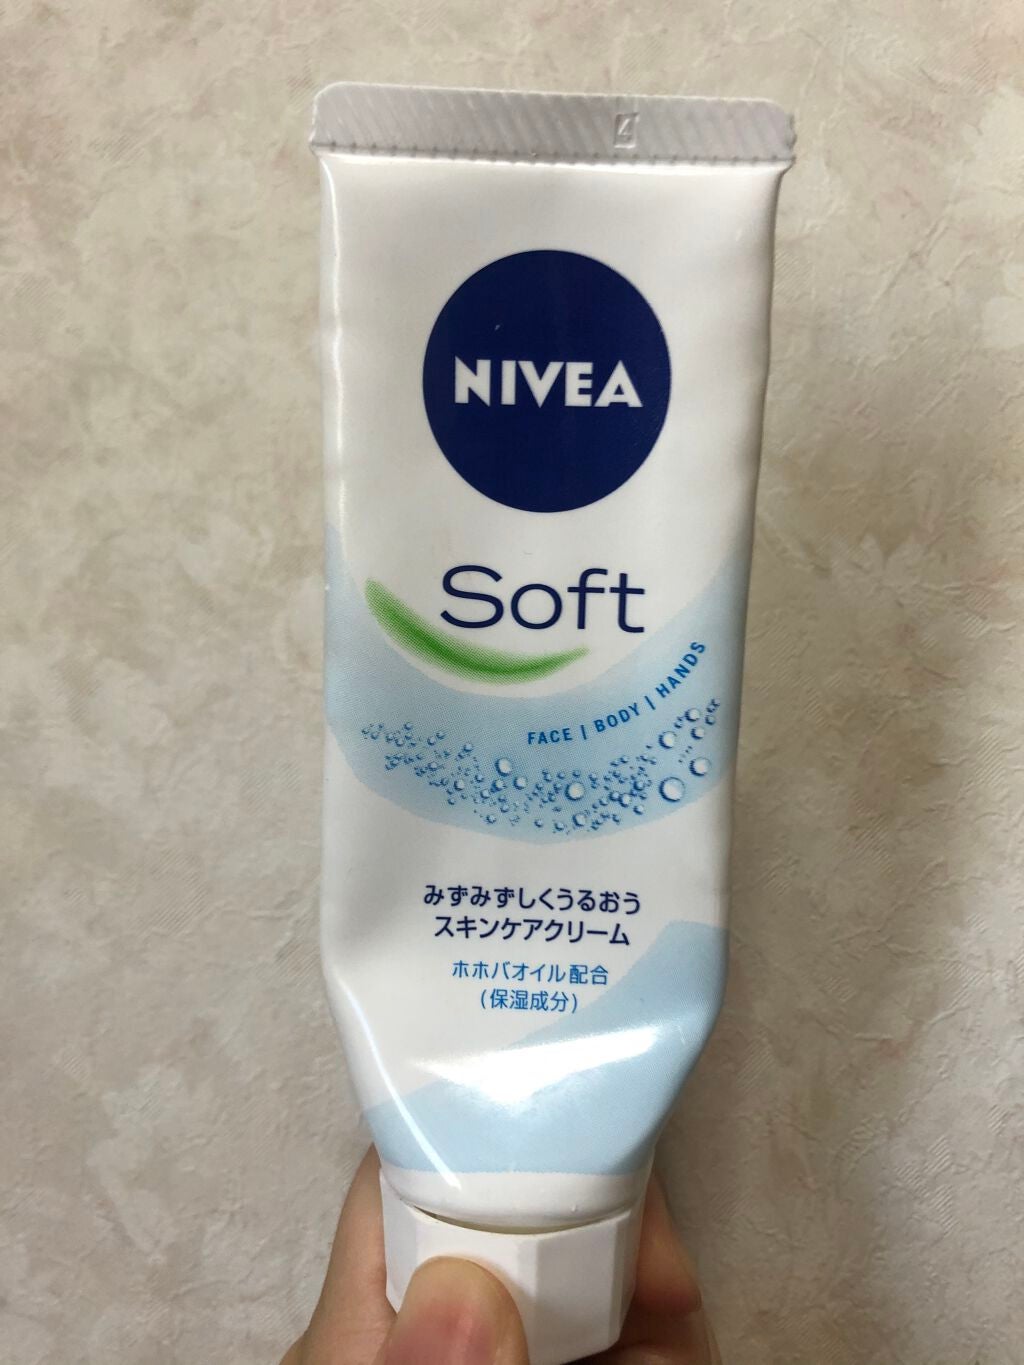 4
NIVEA
Soft
FACE | BODY | HANDS
みずみずしくうるおう
スキンケアクリーム
ホホバオイル配合
(保湿成分)